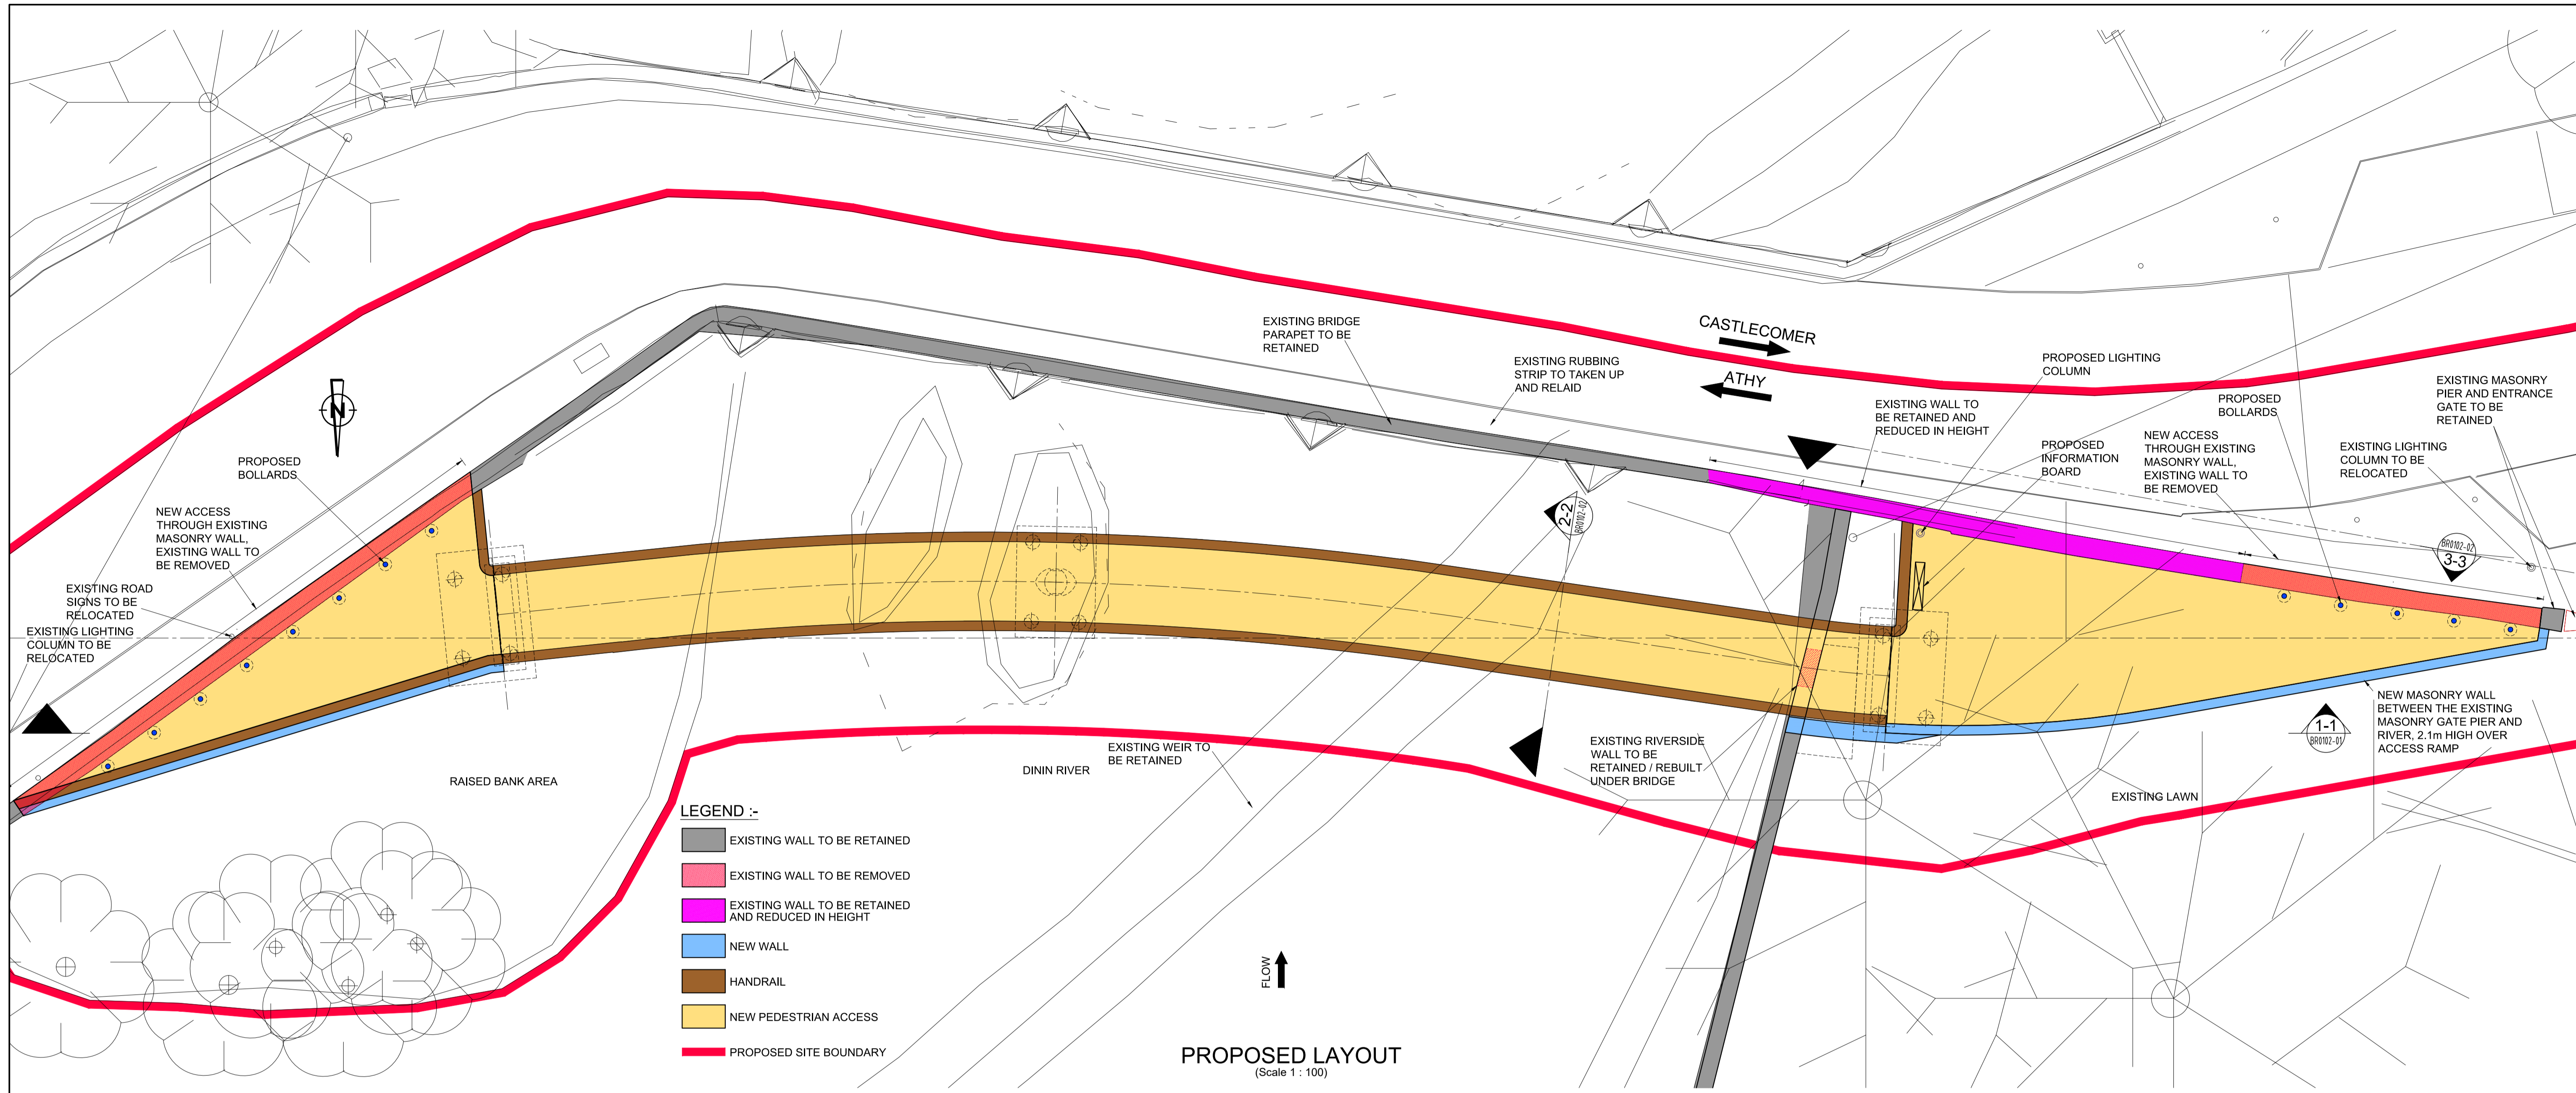 CASTLECOMER
ATHY
EXISTING BRIDGE
PARAPET TO BE
RETAINED
EXISTING RUBBING
STRIP TO TAKEN UP
AND RELAID
PROPOSED LIGHTING
COLUMN
EXISTING WALL TO
BE RETAINED AND
REDUCED IN HEIGHT
PROPOSED
INFORMATION
BOARD
PROPOSED
BOLLARDS
NEW ACCESS
THROUGH EXISTING
MASONRY WALL,
EXISTING WALL TO
BE REMOVED
EXISTING MASONRY
PIER AND ENTRANCE
GATE TO BE
RETAINED
EXISTING LIGHTING
COLUMN TO BE
RELOCATED
N
PROPOSED
BOLLARDS
NEW ACCESS
THROUGH EXISTING
MASONRY WALL,
EXISTING WALL TO
BE REMOVED
EXISTING ROAD
SIGNS TO BE
RELOCATED
EXISTING LIGHTING
COLUMN TO BE
RELOCATED
2-2
BR0102-02
BR0102-02
3-3
1-1
BR0102-01
NEW MASONRY WALL
BETWEEN THE EXISTING
MASONRY GATE PIER AND
RIVER, 2.1m HIGH OVER
ACCESS RAMP
RAISED BANK AREA
DININ RIVER
EXISTING WEIR TO
BE RETAINED
EXISTING RIVERSIDE
WALL TO BE
RETAINED / REBUILT
UNDER BRIDGE
EXISTING LAWN
LEGEND :-
EXISTING WALL TO BE RETAINED
EXISTING WALL TO BE REMOVED
EXISTING WALL TO BE RETAINED
AND REDUCED IN HEIGHT
NEW WALL
HANDRAIL
NEW PEDESTRIAN ACCESS
PROPOSED SITE BOUNDARY
FLOW
PROPOSED LAYOUT
(Scale 1 : 100)